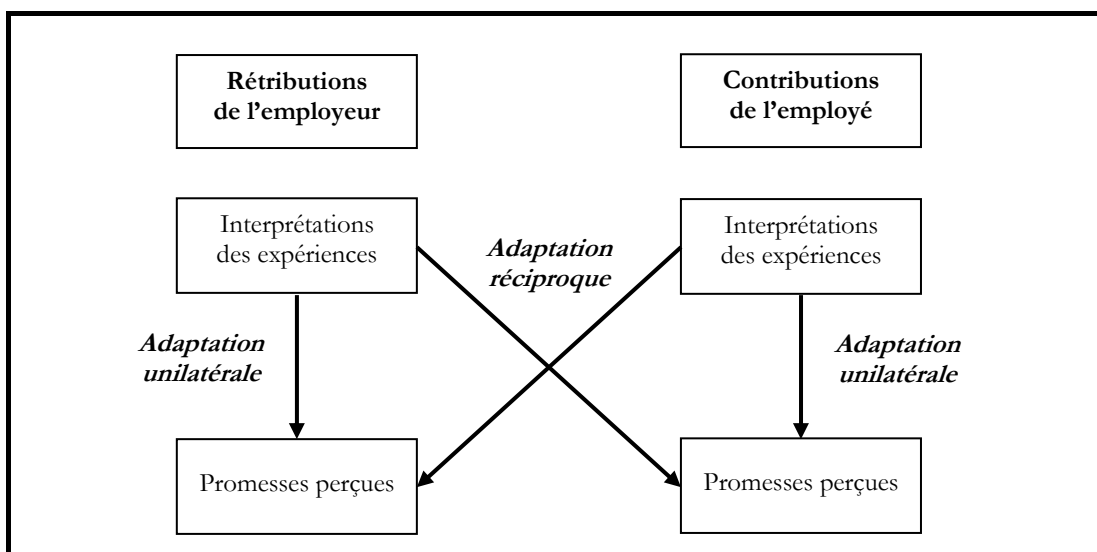 Rétributions
de l'employeur
Contributions
de l'employé
Interprétations
des expériences
Adaptation
réciproque
Interprétations
des expériences
Adaptation
unilatérale
Adaptation
unilatérale
Promesses perçues
Promesses perçues